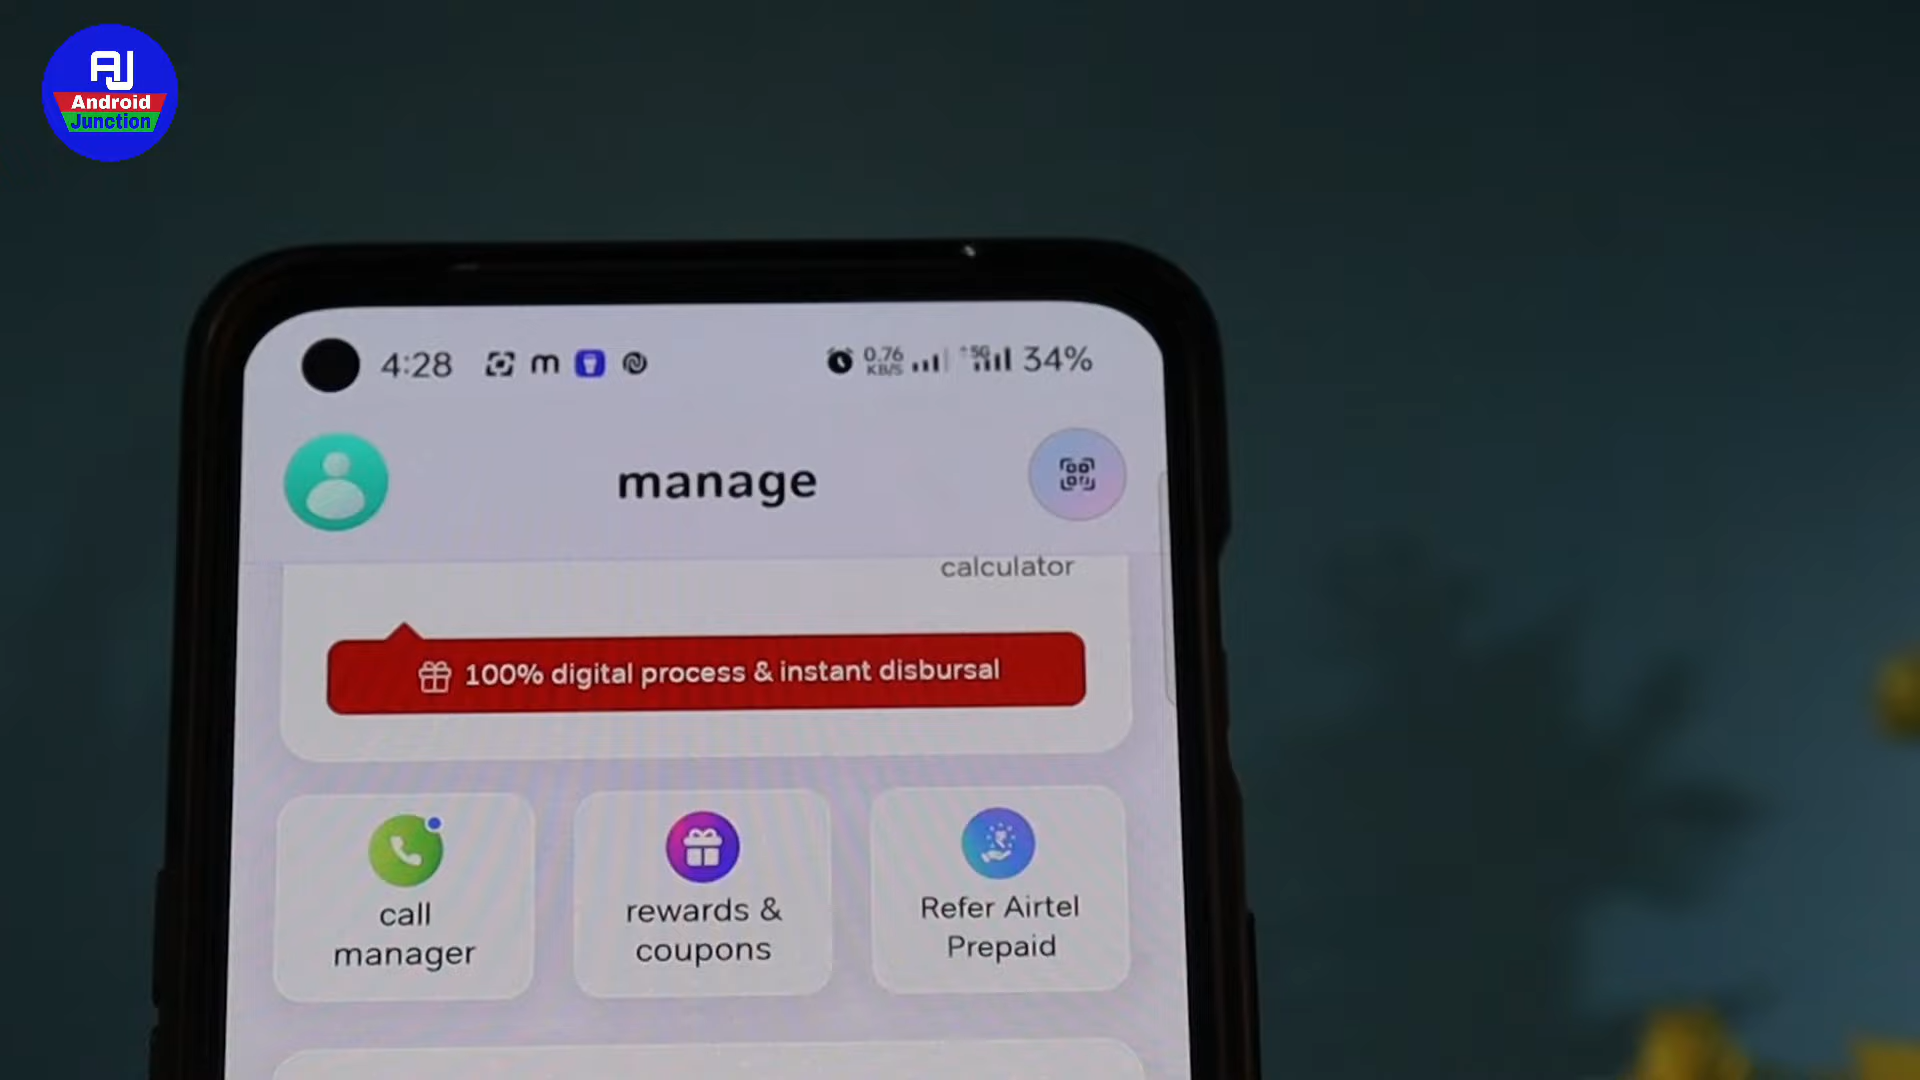 AJ
Android
Junction
4:28 m 0.76 KB/S 5G 34%
manage
calculator
100% digital process & instant disbursal
call
manager
rewards &
coupons
Refer Airtel
Prepaid